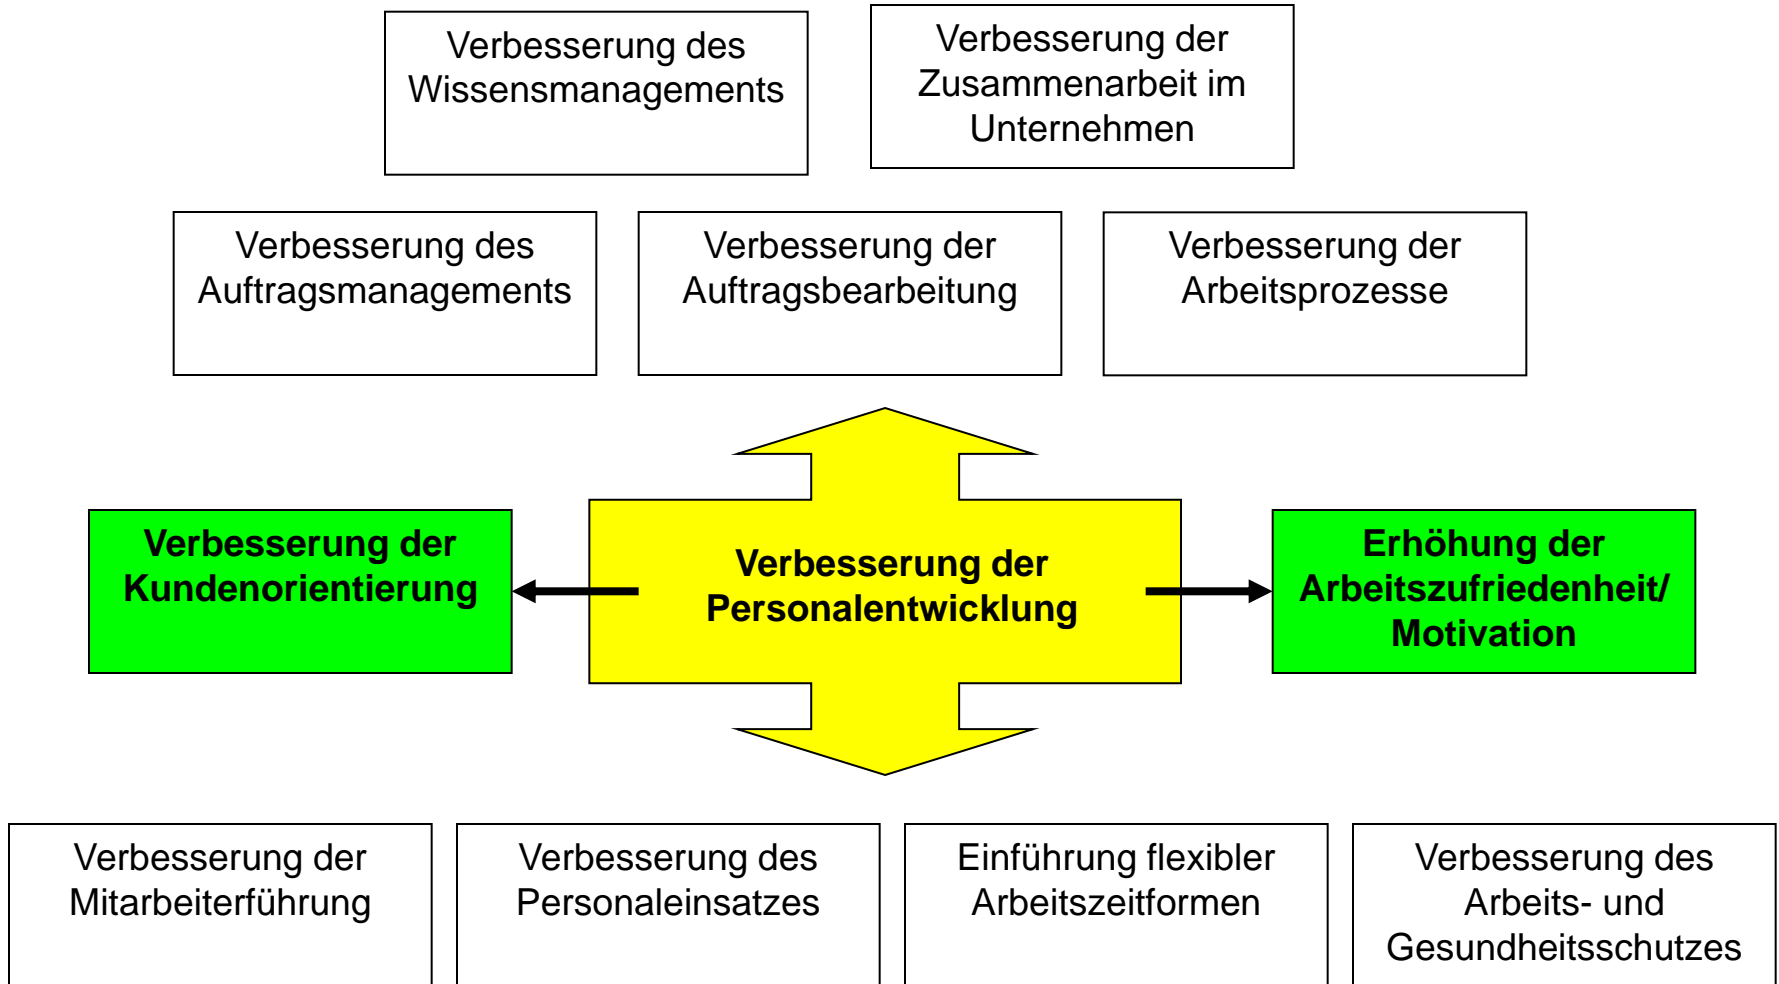 Verbesserung des
Wissensmanagements
Verbesserung der
Zusammenarbeit im
Unternehmen
Verbesserung des
Auftragsmanagements
Verbesserung der
Auftragsbearbeitung
Verbesserung der
Arbeitsprozesse
Verbesserung der
Kundenorientierung
Verbesserung der
Personalentwicklung
Erhöhung der
Arbeitszufriedenheit/
Motivation
Verbesserung der
Mitarbeiterführung
Verbesserung des
Personaleinsatzes
Einführung flexibler
Arbeitszeitformen
Verbesserung des
Arbeits- und
Gesundheitsschutzes